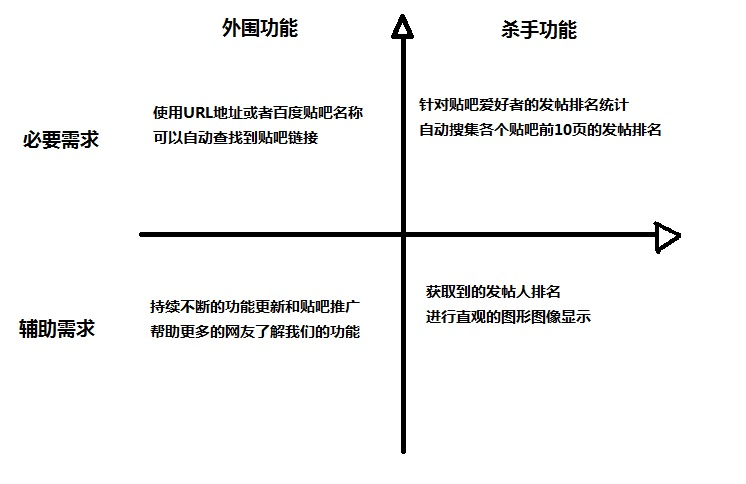 外围功能
杀手功能
必要需求
使用URL地址或者百度贴吧名称
可以自动查找到贴吧链接
针对贴吧爱好者的发帖排名统计
自动搜集各个贴吧前10页的发帖排名
辅助需求
持续不断的功能更新和贴吧推广
帮助更多的网友了解我们的功能
获取到的发帖人排名
进行直观的图形图像显示